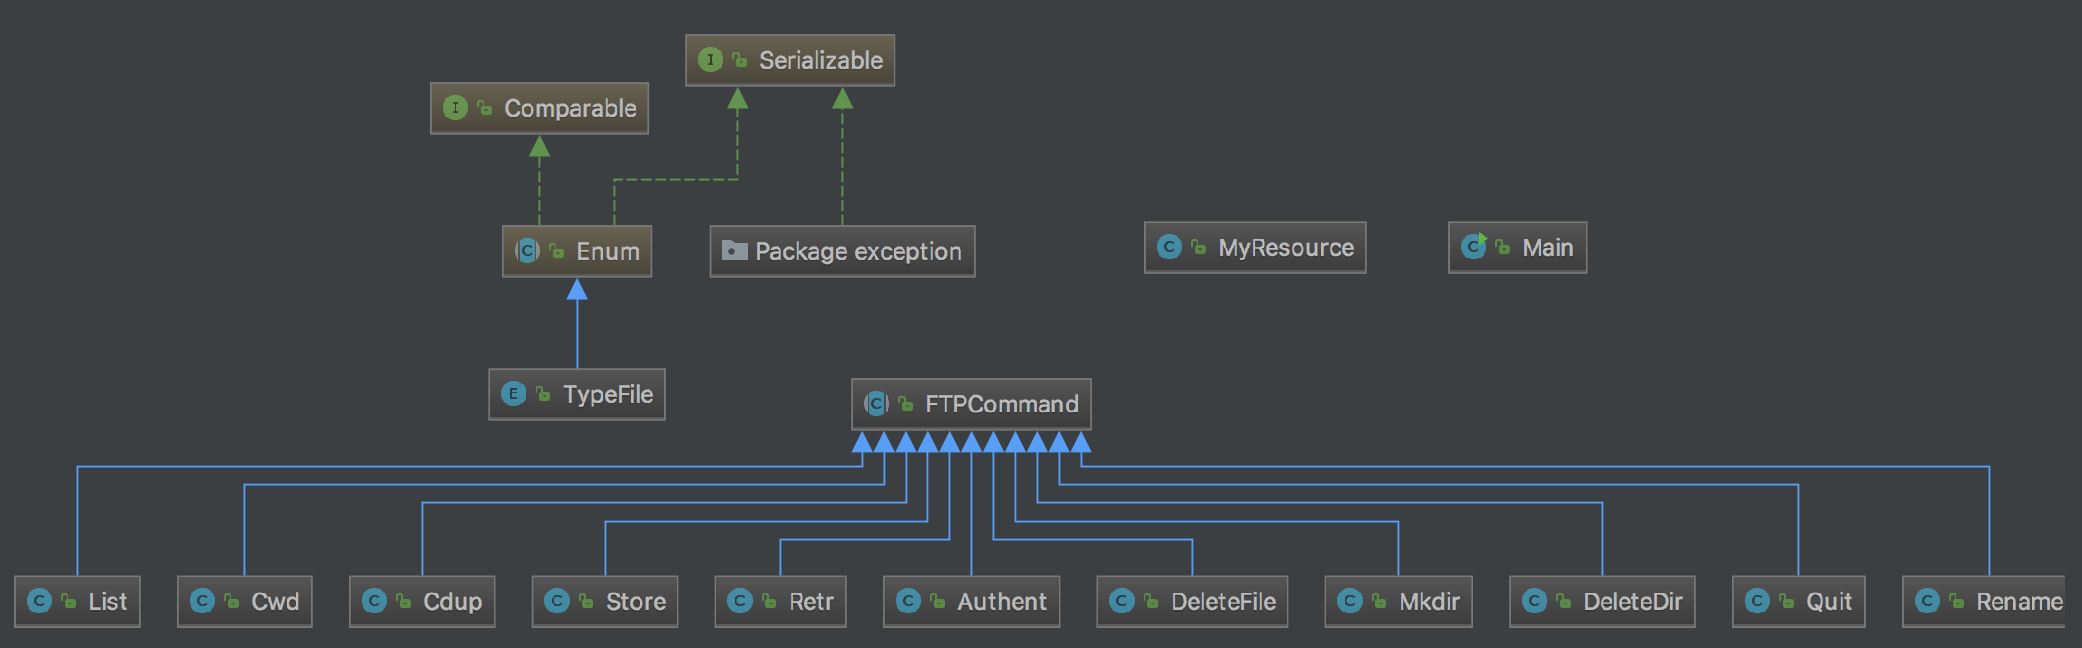 Serializable
Comparable
Enum
Package exception
MyResource
Main
TypeFile
FTPCommand
List
Cwd
Cdup
Store
Retr
Authent
DeleteFile
Mkdir
DeleteDir
Quit
Rename